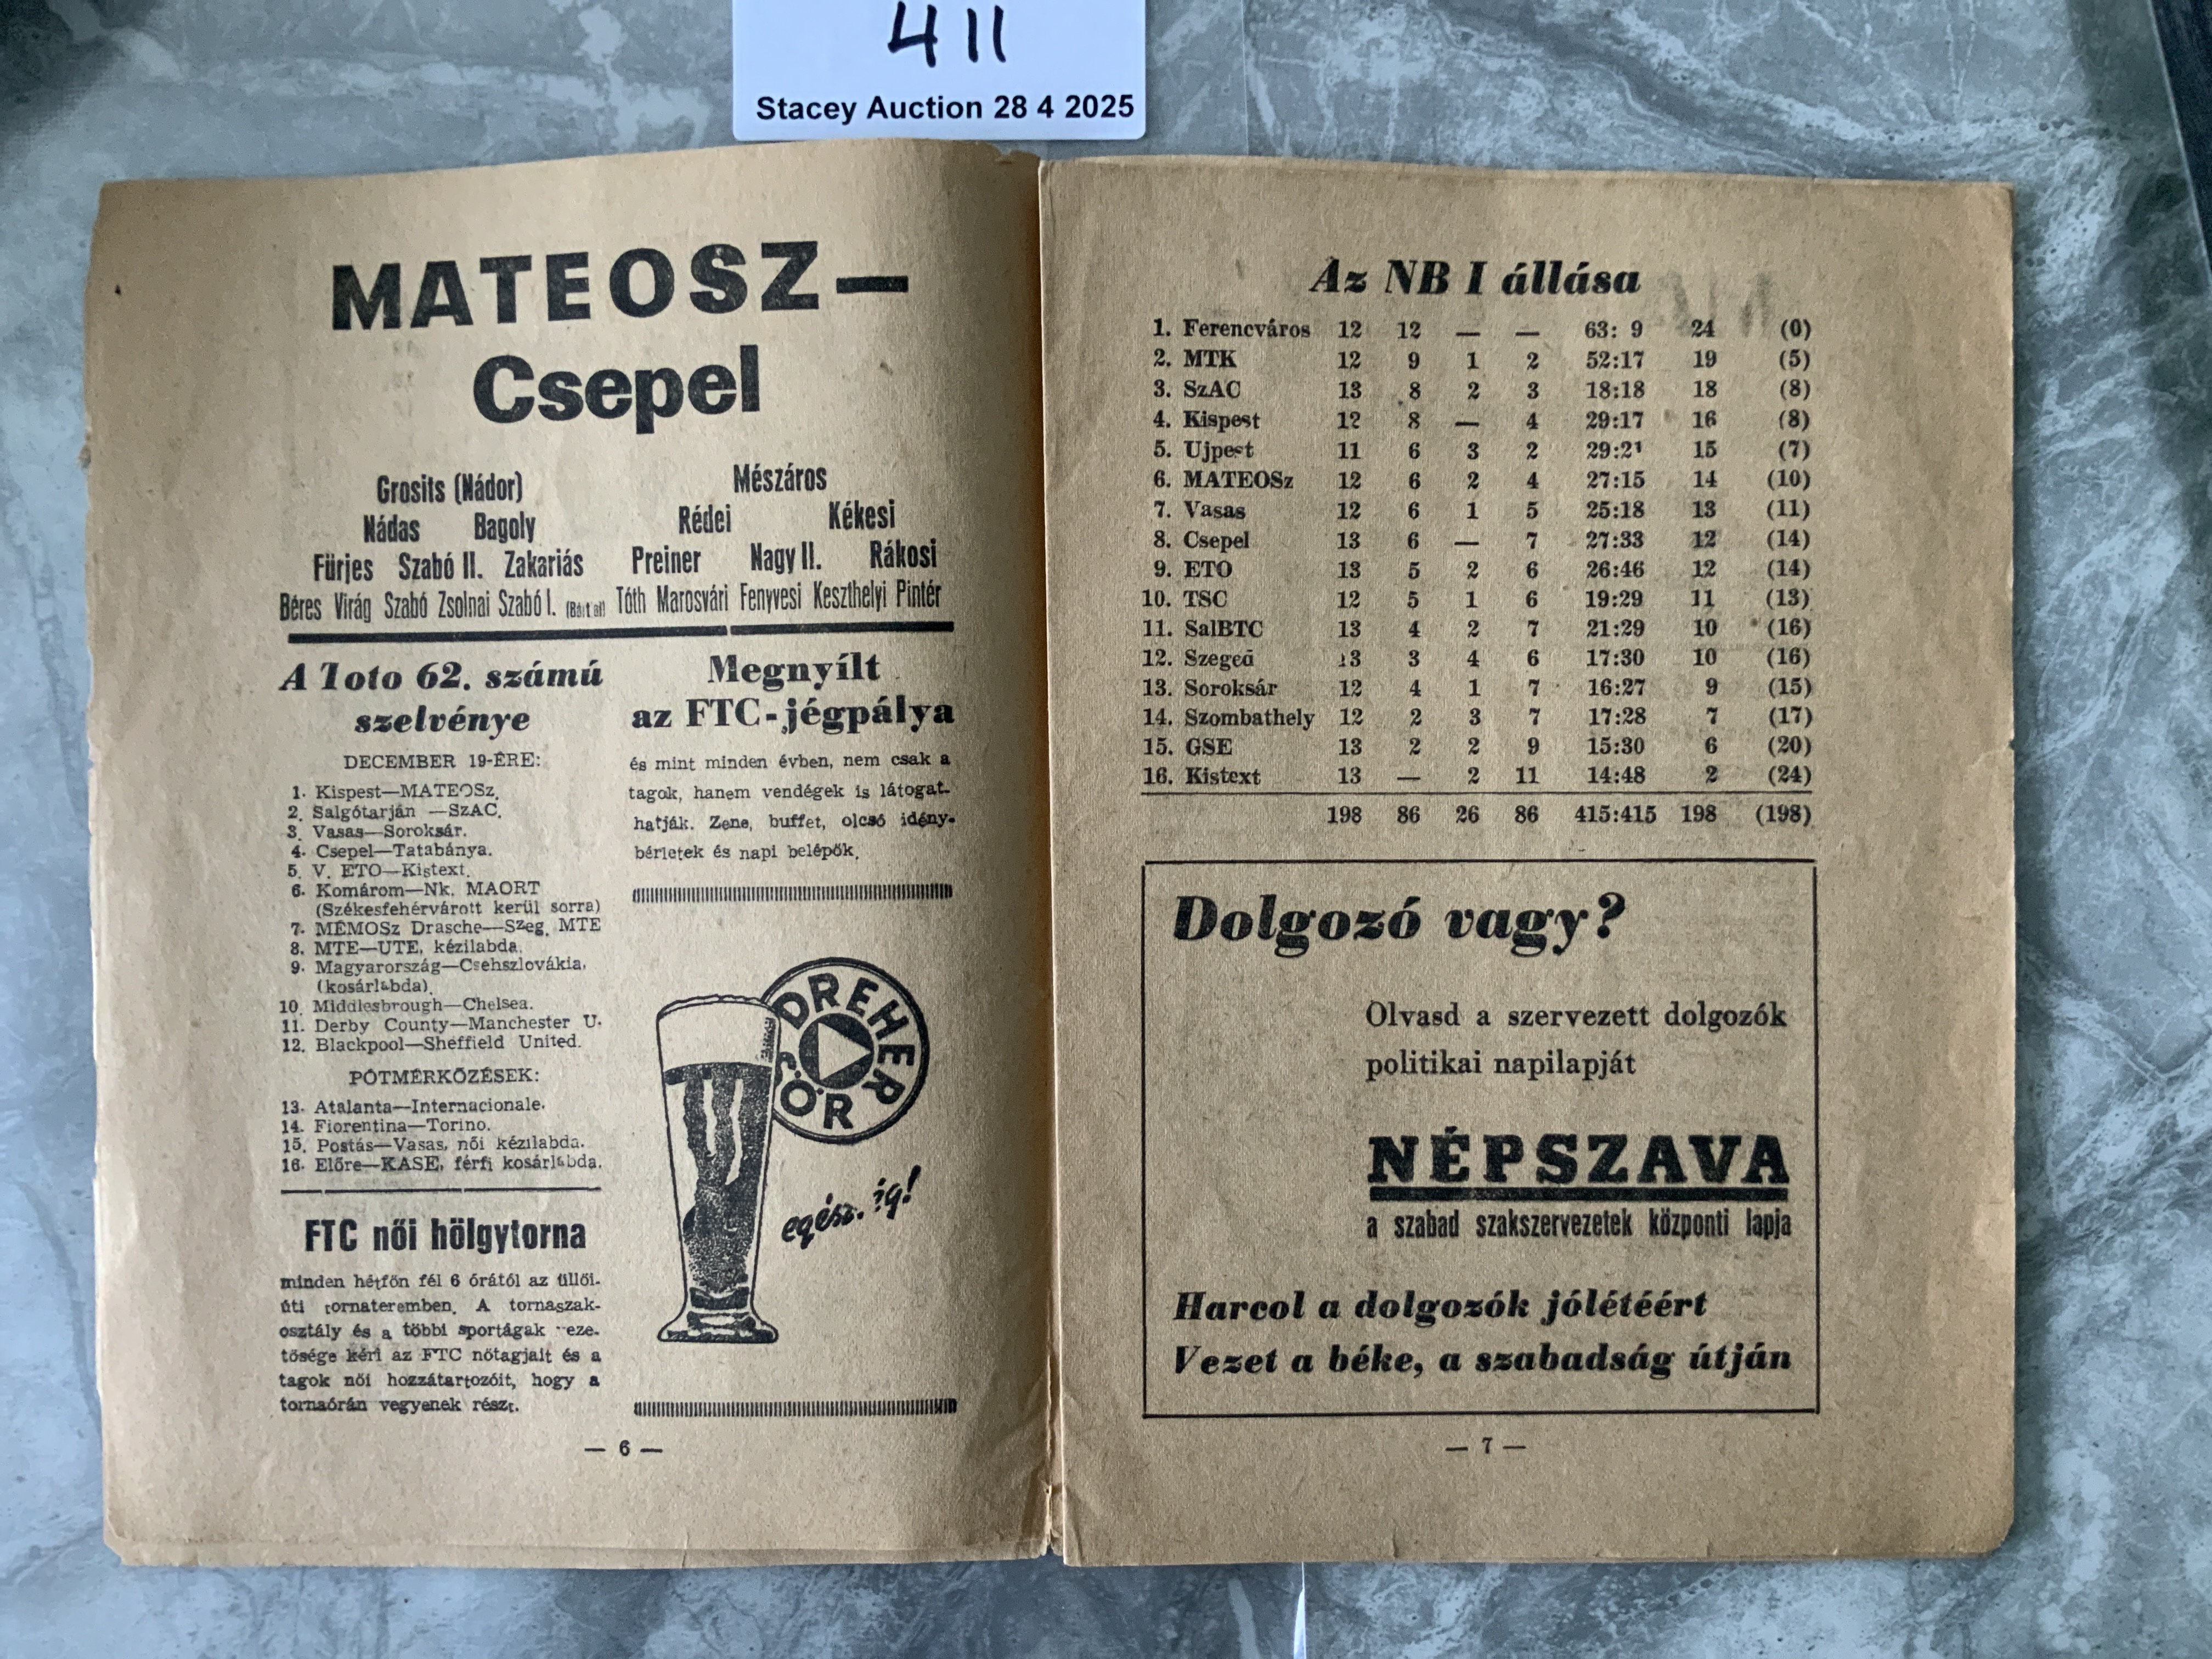 411
Stacey Auction 28 4 2025
MATEOSZ—
Csepel
Grosits (Nádor)
Nádas Bagoly
Fürjes Szabó II. Zakariás
Béres Virág Szabó Zsolnai Szabó I.
Mészáros
Rédei Kékesi
Preiner Nagy II. Rákosi
Tóth Marosvári Fenyvesi Keszthelyi Pintér
A Toto 62. számú
szelvénye
DECEMBER 19-ÉRE:
1. Kispest—MATEOSz.
2. Salgótarján —SzAC.
3. Vasas—Soroksár.
4. Csepel—Tatabánya.
5. V. ETO—Kistext.
6. Komárom—Nk. MAORT
(Székesfehérvárott kerül sorra)
7. MÉMOSz Drasche—Szeg. MTE
8. MTE—UTE, kézilabda.
9. Magyarország—Csehszlovákia,
(kosárlabda).
10. Middlesbrough—Chelsea.
11. Derby County—Manchester U.
12. Blackpool—Sheffield United.
PÓTMÉRKŐZÉSEK:
13. Atalanta—Internacionale.
14. Fiorentina—Torino.
15. Postás—Vasas, női kézilabda.
16. Előre—KASE, férfi kosárlabda.
FTC női hölgytorna
minden hétfőn fél 6 órától az üllői-
úti tornateremben. A tornaszak-
osztály és a többi sportágak veze-
tősége kéri az FTC nőtagjait és a
tagok női hozzátartozóit, hogy a
tornaórán vegyenek részt.
Megnyílt
az FTC-jégpálya
és mint minden évben, nem csak a
tagok, hanem vendégek is látogat-
hatják. Zene, buffet, olcsó idény-
bérletek és napi belépők.
DREHER
SÖR
— 6 —
Az NB I állása
1. Ferencváros 12 12 — — 63: 9 24 (0)
2. MTK 12 9 1 2 52:17 19 (5)
3. SzAC 13 8 2 3 18:18 18 (8)
4. Kispest 12 8 — 4 29:17 16 (8)
5. Ujpest 11 6 3 2 29:21 15 (7)
6. MATEOSz 12 6 2 4 27:15 14 (10)
7. Vasas 12 6 1 5 25:18 13 (11)
8. Csepel 13 6 — 7 27:33 12 (14)
9. ETO 13 5 2 6 26:46 12 (14)
10. TSC 12 5 1 6 19:29 11 (13)
11. SalBTC 13 4 2 7 21:29 10 (16)
12. Szeged 13 3 4 6 17:30 10 (16)
13. Soroksár 12 4 1 7 16:27 9 (15)
14. Szombathely 12 2 3 7 17:28 7 (17)
15. GSE 13 2 2 9 15:30 6 (20)
16. Kistext 13 — 2 11 14:48 2 (24)
198 86 26 86 415:415 198 (198)
Dolgozó vagy?
Olvasd a szervezett dolgozók
politikai napilapját
NÉPSZAVA
a szabad szakszervezetek központi lapja
Harcol a dolgozók jólétéért
Vezet a béke, a szabadság útján
— 7 —